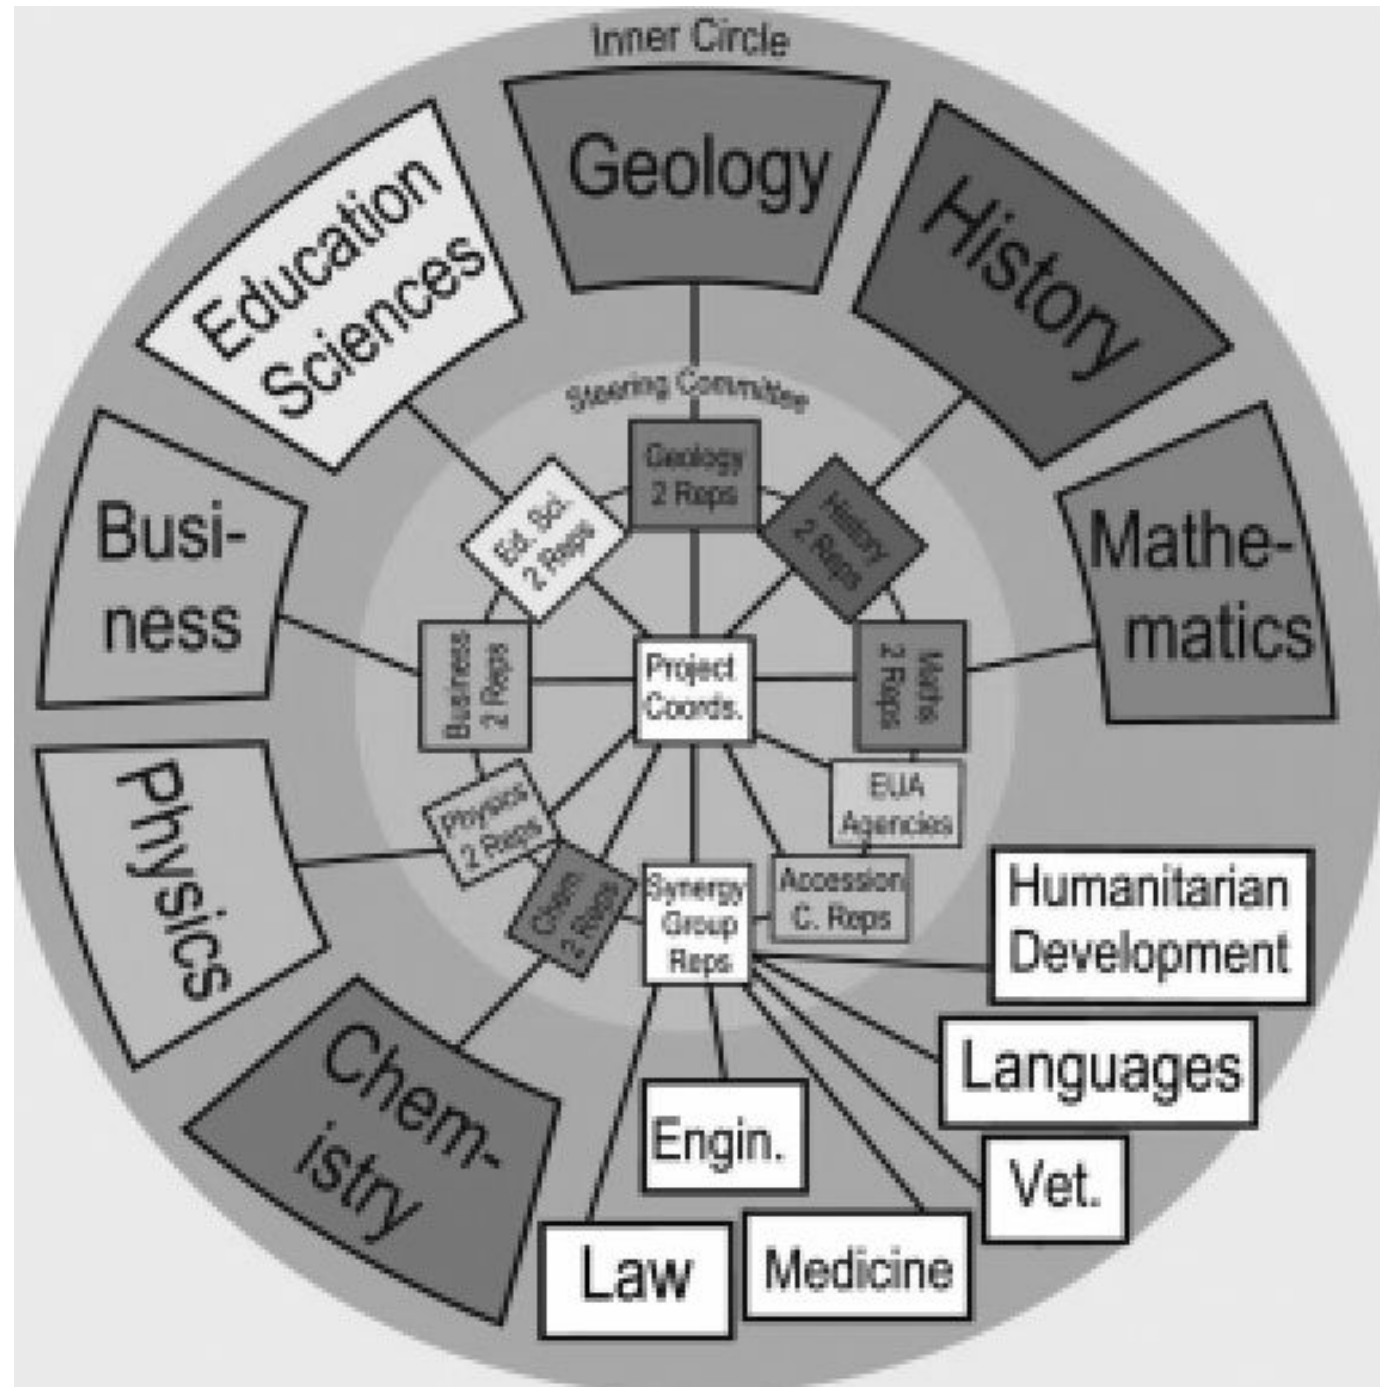 Inner Circle
Geology
Education
Sciences
History
Busi-
ness
Mathe-
matics
Physics
Chem-
istry
Steering Committee
Geology
2 Reps
Ed. Sci.
2 Reps
History
2 Reps
Business
2 Reps
Project
Coords.
Maths
2 Reps
Physics
2 Reps
EUA
Agencies
Chem.
2 Reps
Synergy
Group
Reps
Accession
C. Reps
Humanitarian
Development
Languages
Engin.
Vet.
Law
Medicine